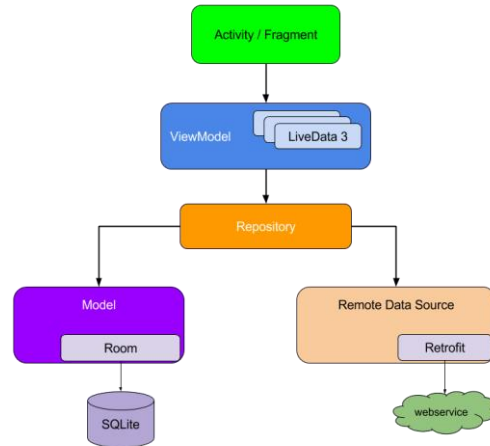 Activity / Fragment
ViewModel
LiveData 3
Repository
Model
Room
SQLite
Remote Data Source
Retrofit
webservice